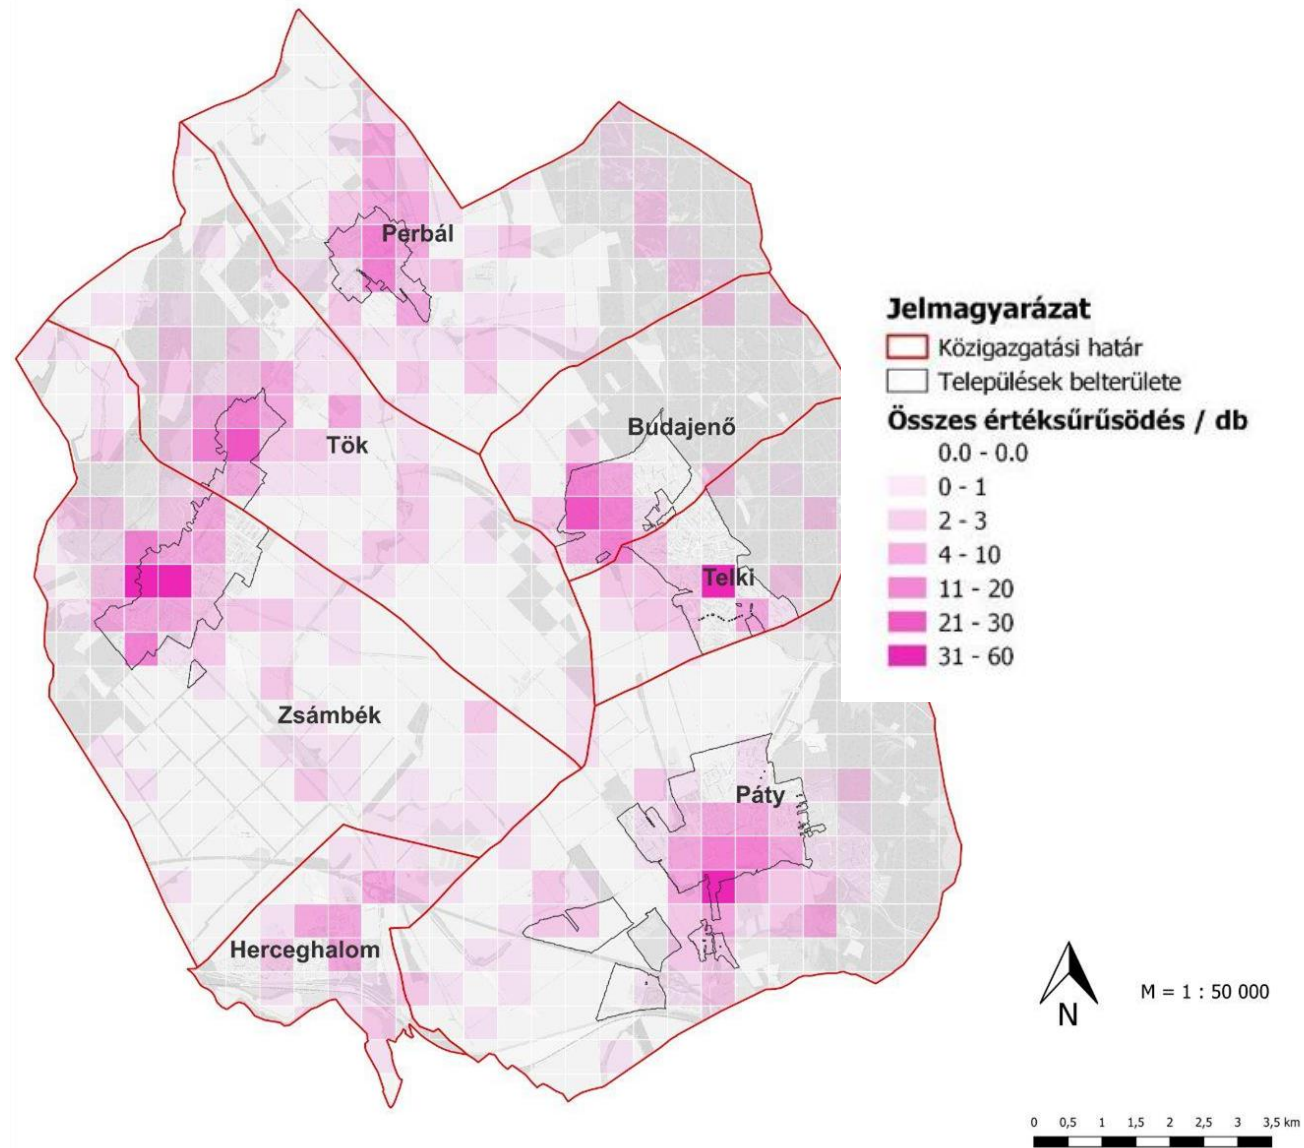 Perbál
Budajenő
Tök
Telki
Zsámbék
Páty
Herceghalom
Jelmagyarázat
Közigazgatási határ
Települések belterülete
Összes értéksűrűsödés / db
0.0 - 0.0
0 - 1
2 - 3
4 - 10
11 - 20
21 - 30
31 - 60
N
M = 1 : 50 000
0 0,5 1 1,5 2 2,5 3 3,5 km